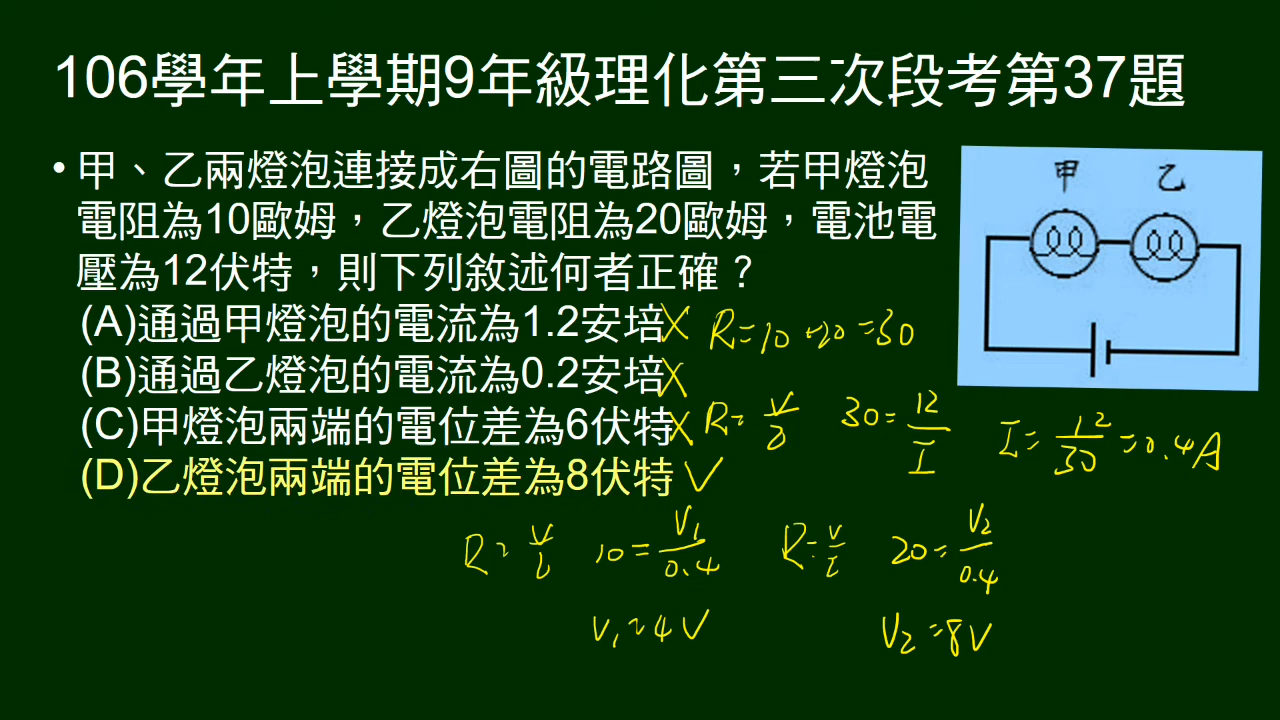 106學年上學期9年級理化第三次段考第37題
• 甲、乙兩燈泡連接成右圖的電路圖，若甲燈泡
電阻為10歐姆，乙燈泡電阻為20歐姆，電池電
壓為12伏特，則下列敘述何者正確？
甲 乙
(A)通過甲燈泡的電流為1.2安培X R=10+20=30
(B)通過乙燈泡的電流為0.2安培X
(C)甲燈泡兩端的電位差為6伏特X R=V/I 30=12/I I=12/30=0.4A
(D)乙燈泡兩端的電位差為8伏特✓
R=V/I 10=V₁/0.4 R=V/I 20=V₂/0.4
V₁=4V V₂=8V